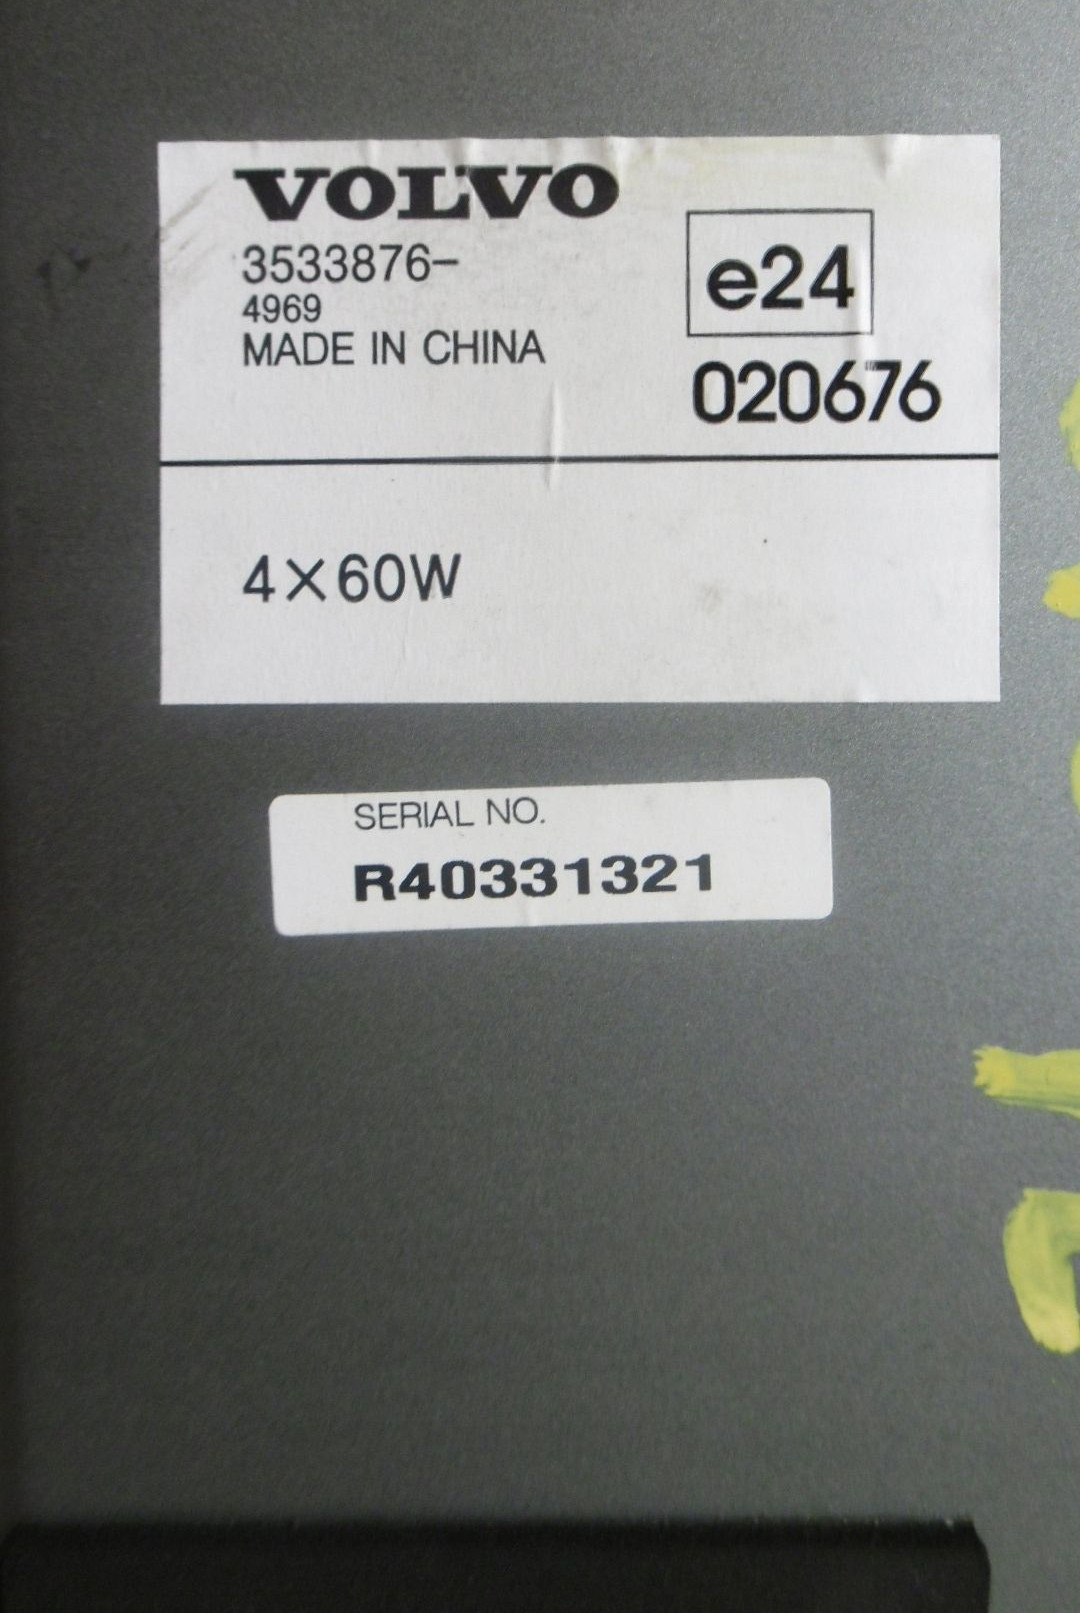 VOLVO
3533876-
4969
MADE IN CHINA
e24
020676
4×60W
SERIAL NO.
R40331321